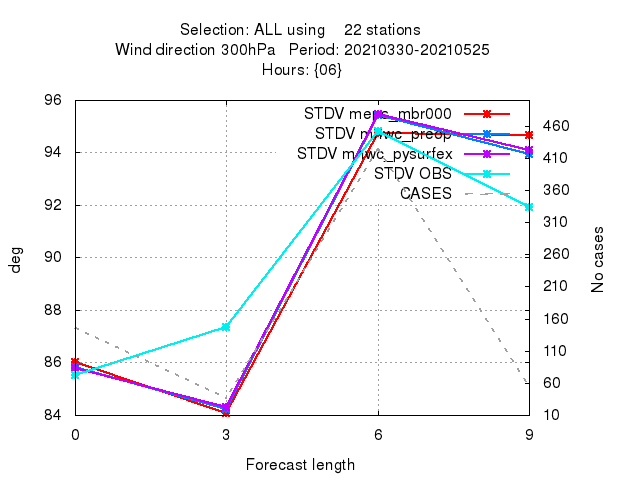 Selection: ALL using 22 stations
Wind direction 300hPa Period: 20210330-20210525
Hours: {06}
96
94
92
90
88
86
84
deg
STDV
STDV
STDV
STDV OBS
CASES
460
410
360
310
260
210
160
110
60
10
No cases
0 3 6 9
Forecast length